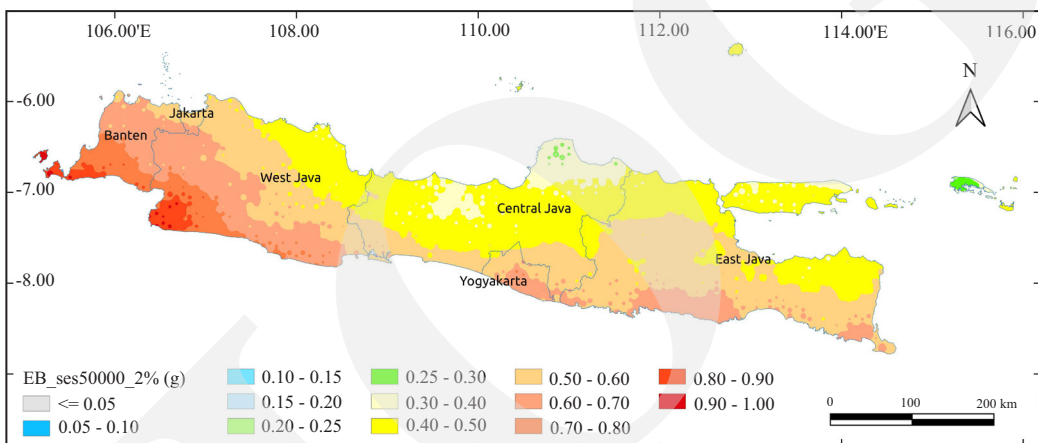 106.00'E 108.00 110.00 112.00 114.00'E 116.00
N
-6.00
Jakarta
Banten
West Java
-7.00
Central Java
East Java
Yogyakarta
-8.00
EB_ses50000_2% (g)
<= 0.05
0.05 - 0.10
0.10 - 0.15
0.15 - 0.20
0.20 - 0.25
0.25 - 0.30
0.30 - 0.40
0.40 - 0.50
0.50 - 0.60
0.60 - 0.70
0.70 - 0.80
0.80 - 0.90
0.90 - 1.00
0 100 200 km